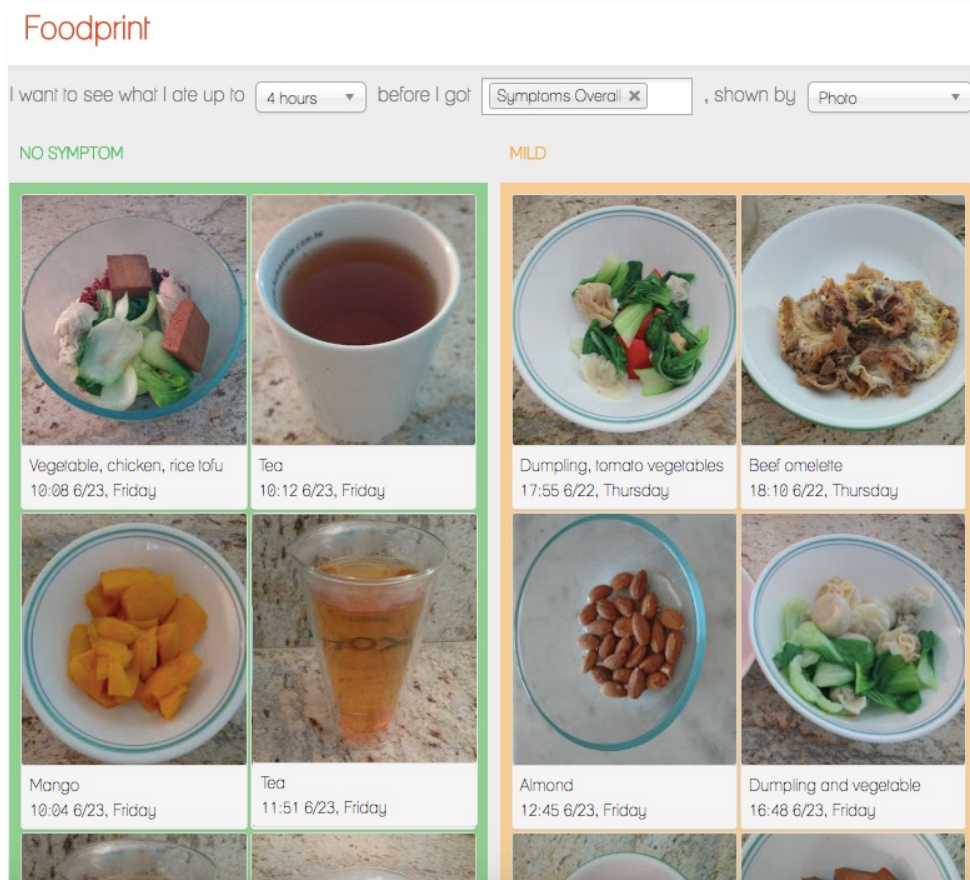 Foodprint
I want to see what I ate up to 4 hours before I got Symptoms Overall × , shown by Photo
NO SYMPTOM
MILD
Vegetable, chicken, rice tofu
10:08 6/23, Friday
Tea
10:12 6/23, Friday
Dumpling, tomato vegetables
17:55 6/22, Thursday
Beef omelette
18:10 6/22, Thursday
Mango
10:04 6/23, Friday
Tea
11:51 6/23, Friday
Almond
12:45 6/23, Friday
Dumpling and vegetable
16:48 6/23, Friday